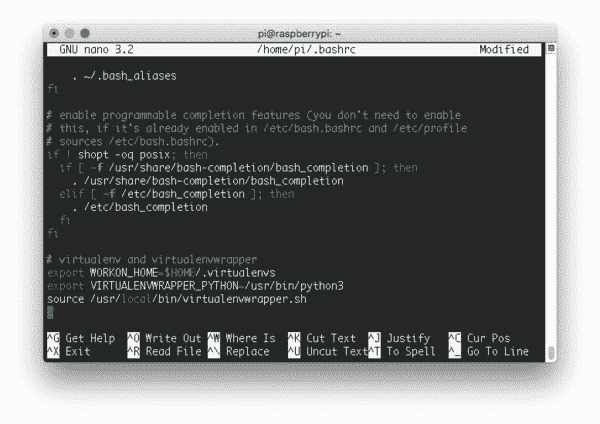 pi@raspberrypi: ~
GNU nano 3.2 /home/pi/.bashrc Modified
. ~/.bash_aliases
fi
# enable programmable completion features (you don't need to enable
# this, if it's already enabled in /etc/bash.bashrc and /etc/profile
# sources /etc/bash.bashrc).
if ! shopt -oq posix; then
if [ -f /usr/share/bash-completion/bash_completion ]; then
. /usr/share/bash-completion/bash_completion
elif [ -f /etc/bash_completion ]; then
. /etc/bash_completion
fi
fi
# virtualenv and virtualenvwrapper
export WORKON_HOME=$HOME/.virtualenvs
export VIRTUALENVWRAPPER_PYTHON=/usr/bin/python3
source /usr/local/bin/virtualenvwrapper.sh
^G Get Help ^O Write Out ^W Where Is ^K Cut Text ^J Justify ^C Cur Pos
^X Exit ^R Read File ^\ Replace ^U Uncut Text ^T To Spell ^_ Go To Line